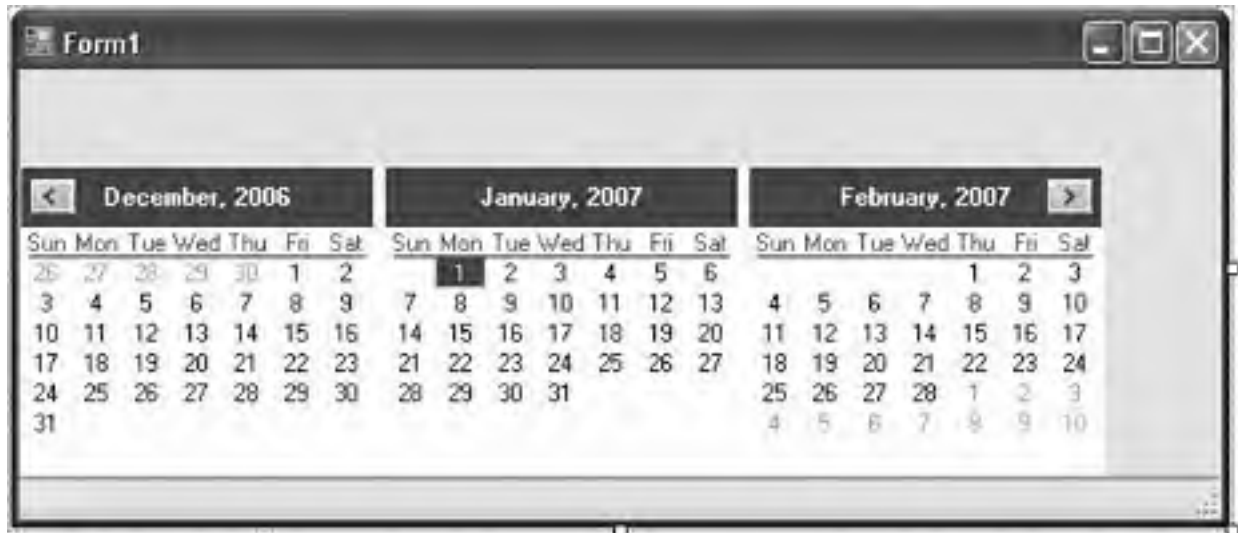 Form1
< December, 2006 January, 2007 February, 2007 >
Sun Mon Tue Wed Thu Fri Sat Sun Mon Tue Wed Thu Fri Sat Sun Mon Tue Wed Thu Fri Sat
26 27 28 29 30 1 2 1 2 3 4 5 6 1 2 3
3 4 5 6 7 8 9 7 8 9 10 11 12 13 4 5 6 7 8 9 10
10 11 12 13 14 15 16 14 15 16 17 18 19 20 11 12 13 14 15 16 17
17 18 19 20 21 22 23 21 22 23 24 25 26 27 18 19 20 21 22 23 24
24 25 26 27 28 29 30 28 29 30 31 25 26 27 28 1 2 3
31 4 5 6 7 8 9 10